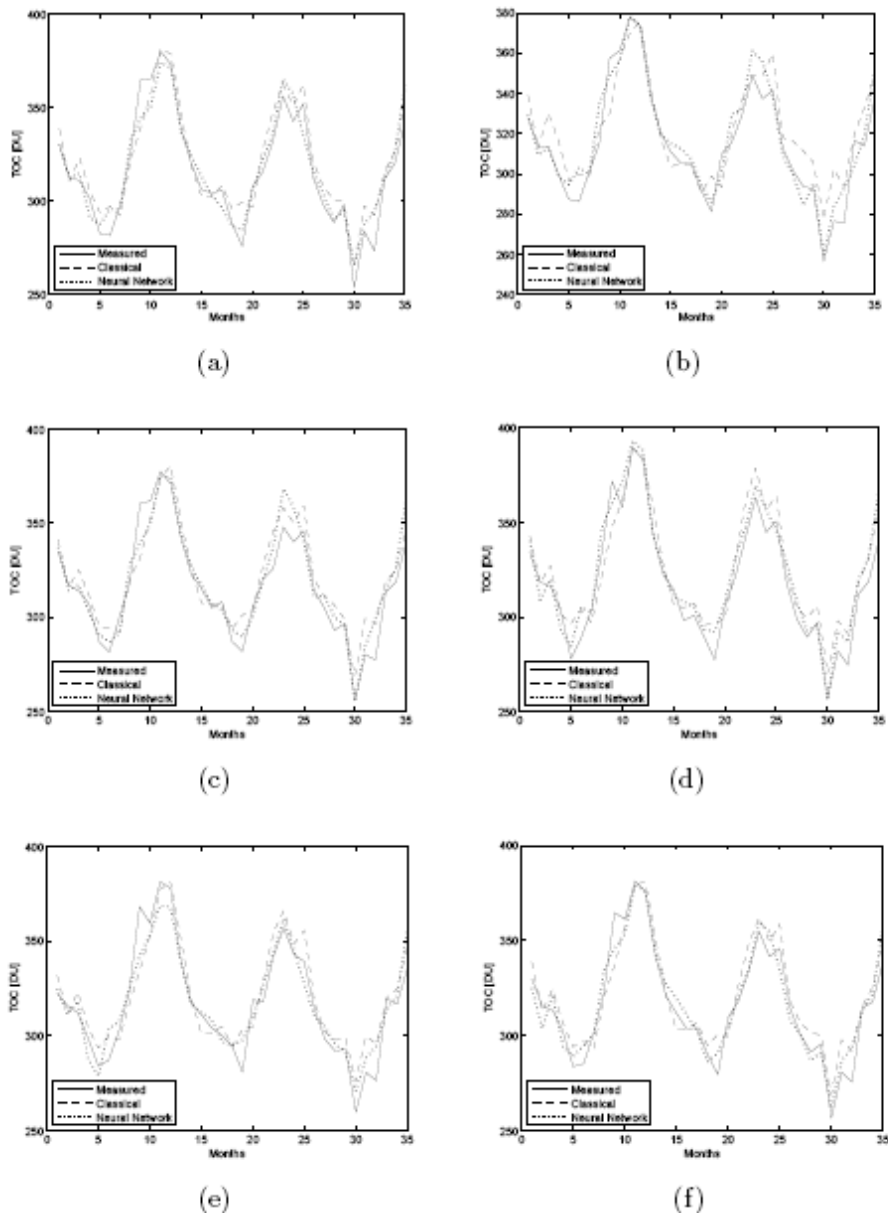 400
350
300
250
TOC [DU]
Measured
Classical
Neural Network
0 5 10 15 20 25 30 35
Months
(a)
380
360
340
320
300
280
260
240
TOC [DU]
Measured
Classical
Neural Network
0 5 10 15 20 25 30 35
Months
(b)
400
350
300
250
TOC [DU]
Measured
Classical
Neural Network
0 5 10 15 20 25 30 35
Months
(c)
400
350
300
250
TOC [DU]
Measured
Classical
Neural Network
0 5 10 15 20 25 30 35
Months
(d)
400
350
300
250
TOC [DU]
Measured
Classical
Neural Network
0 5 10 15 20 25 30 35
Months
(e)
400
350
300
250
TOC [DU]
Measured
Classical
Neural Network
0 5 10 15 20 25 30 35
Months
(f)